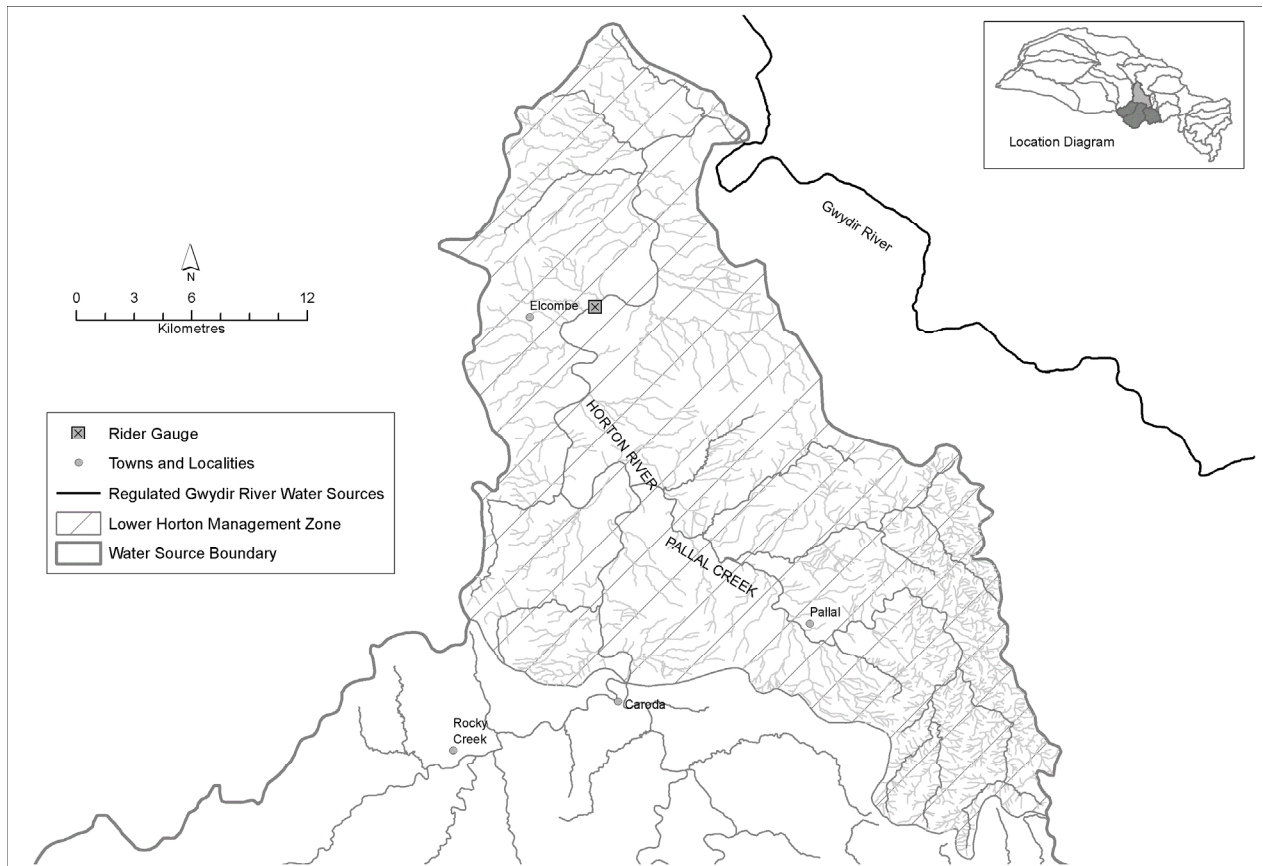 Location Diagram
Gwydir River
N
0 3 6 12
Kilometres
Elcombe
HORTON RIVER
Rider Gauge
Towns and Localities
Regulated Gwydir River Water Sources
Lower Horton Management Zone
Water Source Boundary
PALLAL CREEK
Pallal
Caroda
Rocky
Creek